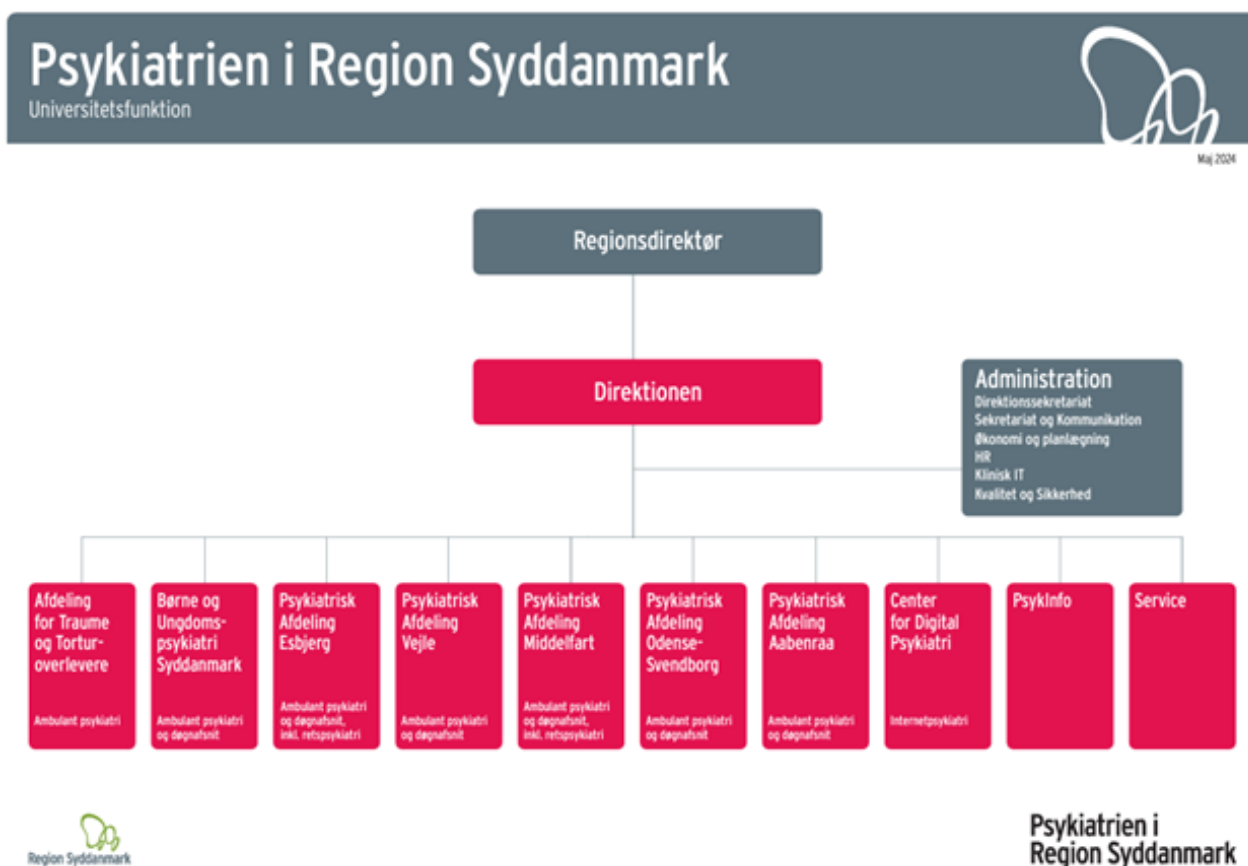 Psykiatrien i Region Syddanmark
Universitetsfunktion
Maj 2024
Regionsdirektør
Direktionen
Administration
Direktionssekretariat
Sekretariat og Kommunikation
Økonomi og planlægning
HR
Klinisk IT
Kvalitet og Sikkerhed
Afdeling
for Traume
og Tortur-
overlevere
Ambulant psykiatri
Børne og
Ungdoms-
psykiatri
Syddanmark
Ambulant psykiatri
og døgnafsnit
Psykiatrisk
Afdeling
Esbjerg
Ambulant psykiatri
og døgnafsnit,
inkl. retspsykiatri
Psykiatrisk
Afdeling
Vejle
Ambulant psykiatri
og døgnafsnit
Psykiatrisk
Afdeling
Middelfart
Ambulant psykiatri
og døgnafsnit,
inkl. retspsykiatri
Psykiatrisk
Afdeling
Odense-
Svendborg
Ambulant psykiatri
og døgnafsnit
Psykiatrisk
Afdeling
Aabenraa
Ambulant psykiatri
og døgnafsnit
Center
for Digital
Psykiatri
Internetpsykiatri
PsykInfo
Service
Region Syddanmark
Psykiatrien i
Region Syddanmark